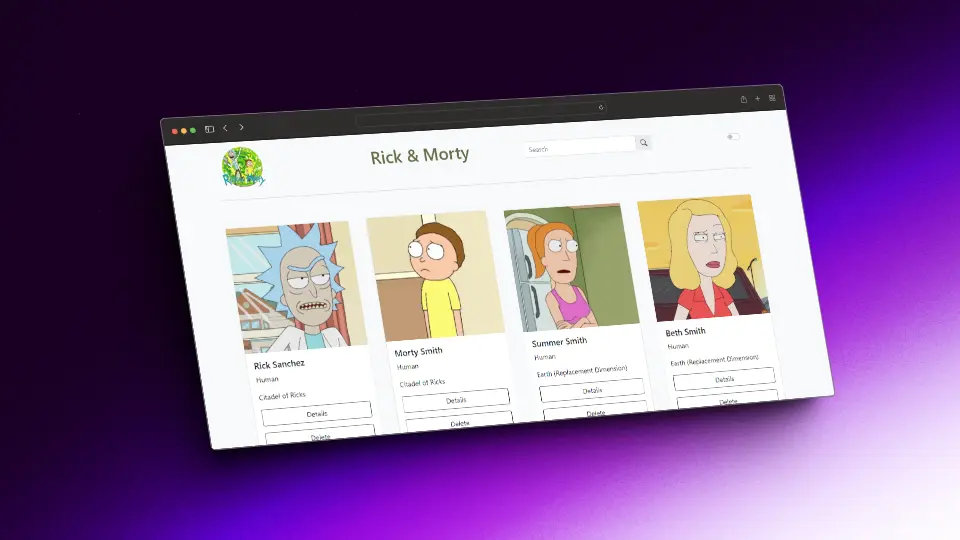 Rick & Morty
Search
Rick Sanchez
Human
Citadel of Ricks
Details
Delete
Morty Smith
Human
Citadel of Ricks
Details
Delete
Summer Smith
Human
Earth (Replacement Dimension)
Details
Delete
Beth Smith
Human
Earth (Replacement Dimension)
Details
Delete